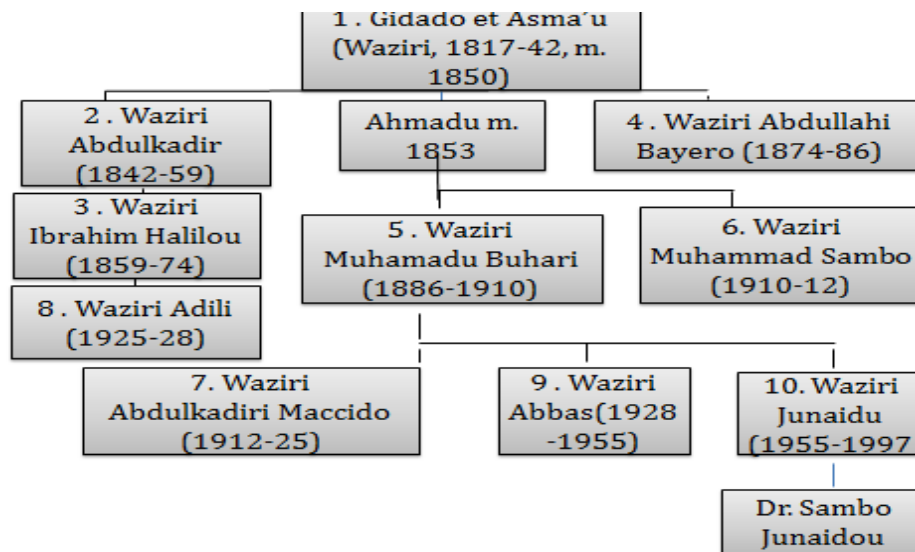 1 . Gidado et Asma’u
(Waziri, 1817-42, m.
1850)
2 . Waziri
Abdulkadir
(1842-59)
Ahmadu m.
1853
4 . Waziri Abdullahi
Bayero (1874-86)
3 . Waziri
Ibrahim Halilou
(1859-74)
5 . Waziri
Muhamadu Buhari
(1886-1910)
6. Waziri
Muhammad Sambo
(1910-12)
8 . Waziri Adili
(1925-28)
7. Waziri
Abdulkadiri Maccido
(1912-25)
9 . Waziri
Abbas(1928
-1955)
10. Waziri
Junaidu
(1955-1997
Dr. Sambo
Junaidou